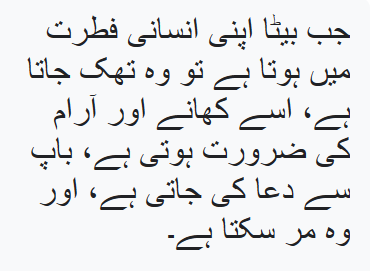 جب بیٹا اپنی انسانی فطرت
میں ہوتا ہے تو وہ تھک جاتا
ہے، اسے کھانے اور آرام
کی ضرورت ہوتی ہے، باپ
سے دعا کی جاتی ہے، اور
وہ مر سکتا ہے۔